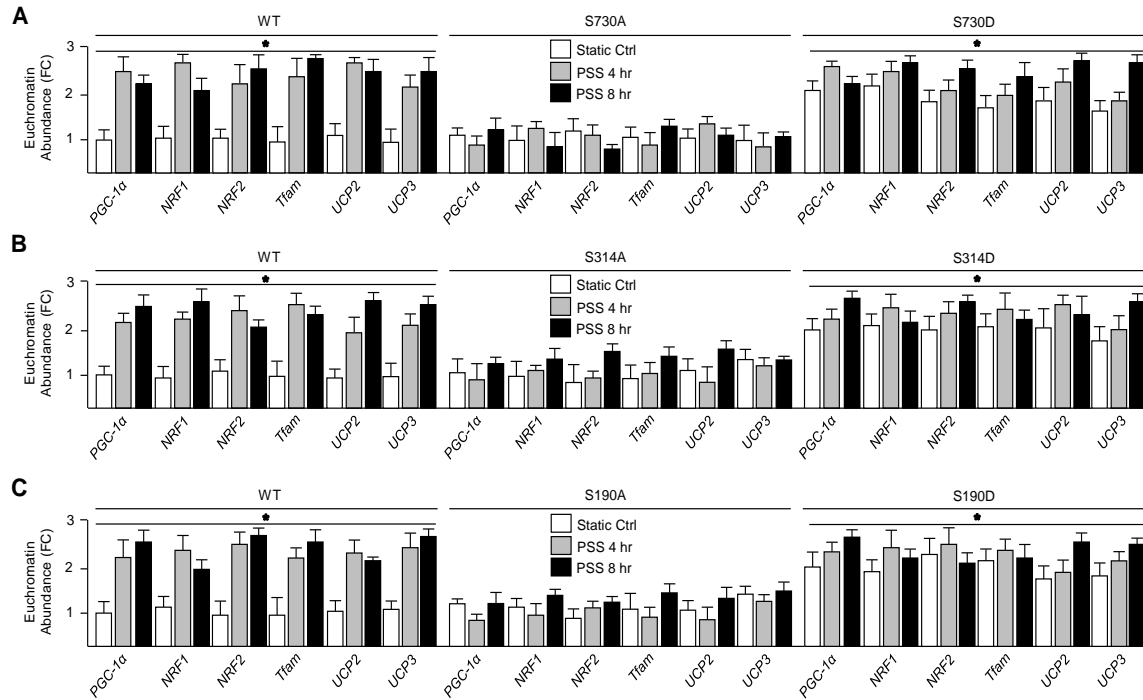 A
WT
S730A
S730D
*
*
Static Ctrl
PSS 4 hr
PSS 8 hr
Euchromatin
Abundance (FC)
3
2
1
PGC-1α NRF1 NRF2 Tfam UCP2 UCP3 PGC-1α NRF1 NRF2 Tfam UCP2 UCP3 PGC-1α NRF1 NRF2 Tfam UCP2 UCP3
B
WT
S314A
S314D
*
*
Static Ctrl
PSS 4 hr
PSS 8 hr
Euchromatin
Abundance (FC)
3
2
1
PGC-1α NRF1 NRF2 Tfam UCP2 UCP3 PGC-1α NRF1 NRF2 Tfam UCP2 UCP3 PGC-1α NRF1 NRF2 Tfam UCP2 UCP3
C
WT
S190A
S190D
*
*
Static Ctrl
PSS 4 hr
PSS 8 hr
Euchromatin
Abundance (FC)
3
2
1
PGC-1α NRF1 NRF2 Tfam UCP2 UCP3 PGC-1α NRF1 NRF2 Tfam UCP2 UCP3 PGC-1α NRF1 NRF2 Tfam UCP2 UCP3